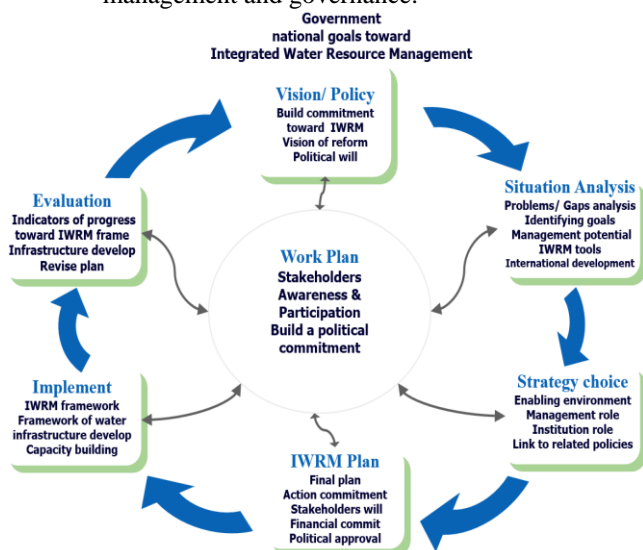 management and governance.
Government
national goals toward
Integrated Water Resource Management
Vision/ Policy
Build commitment
toward IWRM
Vision of reform
Political will
Situation Analysis
Problems/ Gaps analysis
Identifying goals
Management potential
IWRM tools
International development
Strategy choice
Enabling environment
Management role
Institution role
Link to related policies
IWRM Plan
Final plan
Action commitment
Stakeholders will
Financial commit
Political approval
Implement
IWRM framework
Framework of water
infrastructure develop
Capacity building
Evaluation
Indicators of progress
toward IWRM frame
Infrastructure develop
Revise plan
Work Plan
Stakeholders
Awareness &
Participation
Build a political
commitment